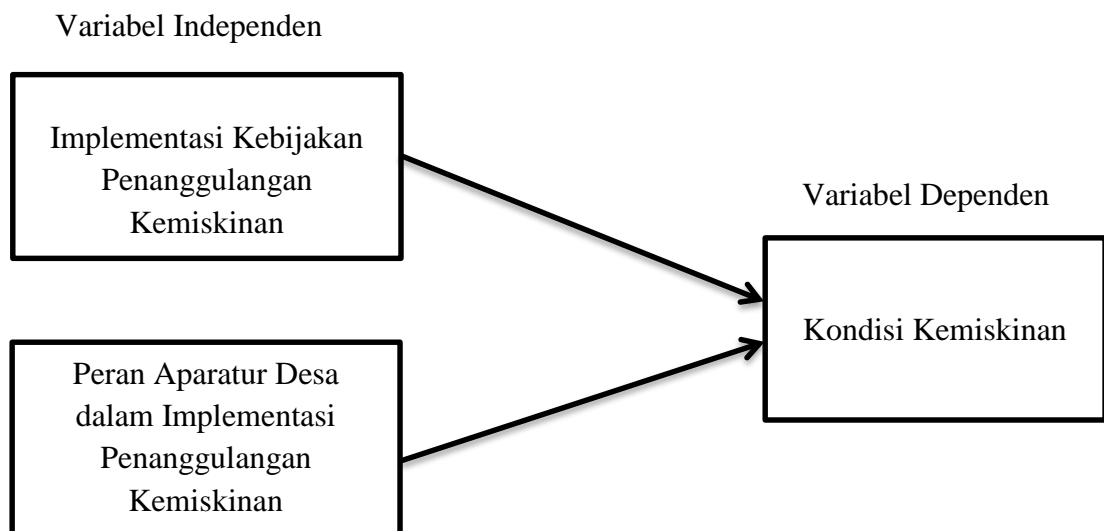 Variabel Independen
Implementasi Kebijakan
Penanggulangan
Kemiskinan
Variabel Dependen
Kondisi Kemiskinan
Peran Aparatur Desa
dalam Implementasi
Penanggulangan
Kemiskinan